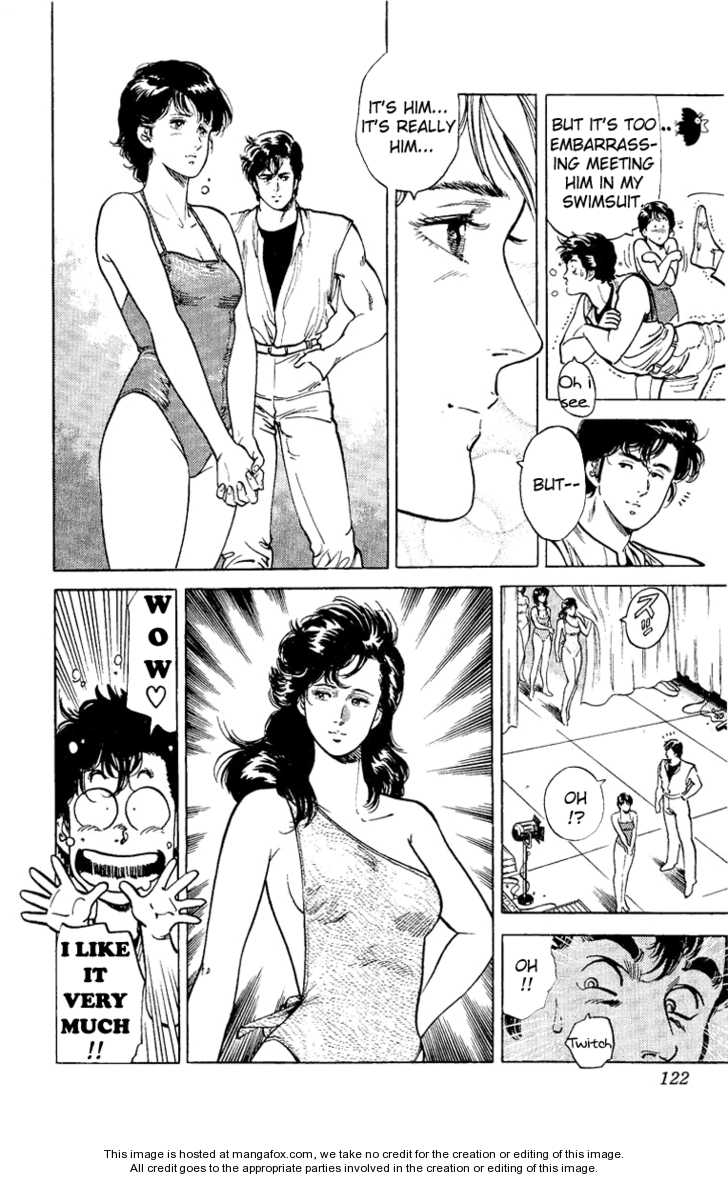 BUT IT'S TOO
EMBARRASS-
ING MEETING
HIM IN MY
SWIMSUIT.
Oh i
see
IT'S HIM...
IT'S REALLY
HIM...
BUT--
ズ!!
OH
!?
OH
!!
Twitch
WOW♡
I LIKE
IT
VERY
MUCH
!!
122
This image is hosted at mangafox.com, we take no credit for the creation or editing of this image.
All credit goes to the appropriate parties involved in the creation or editing of this image.